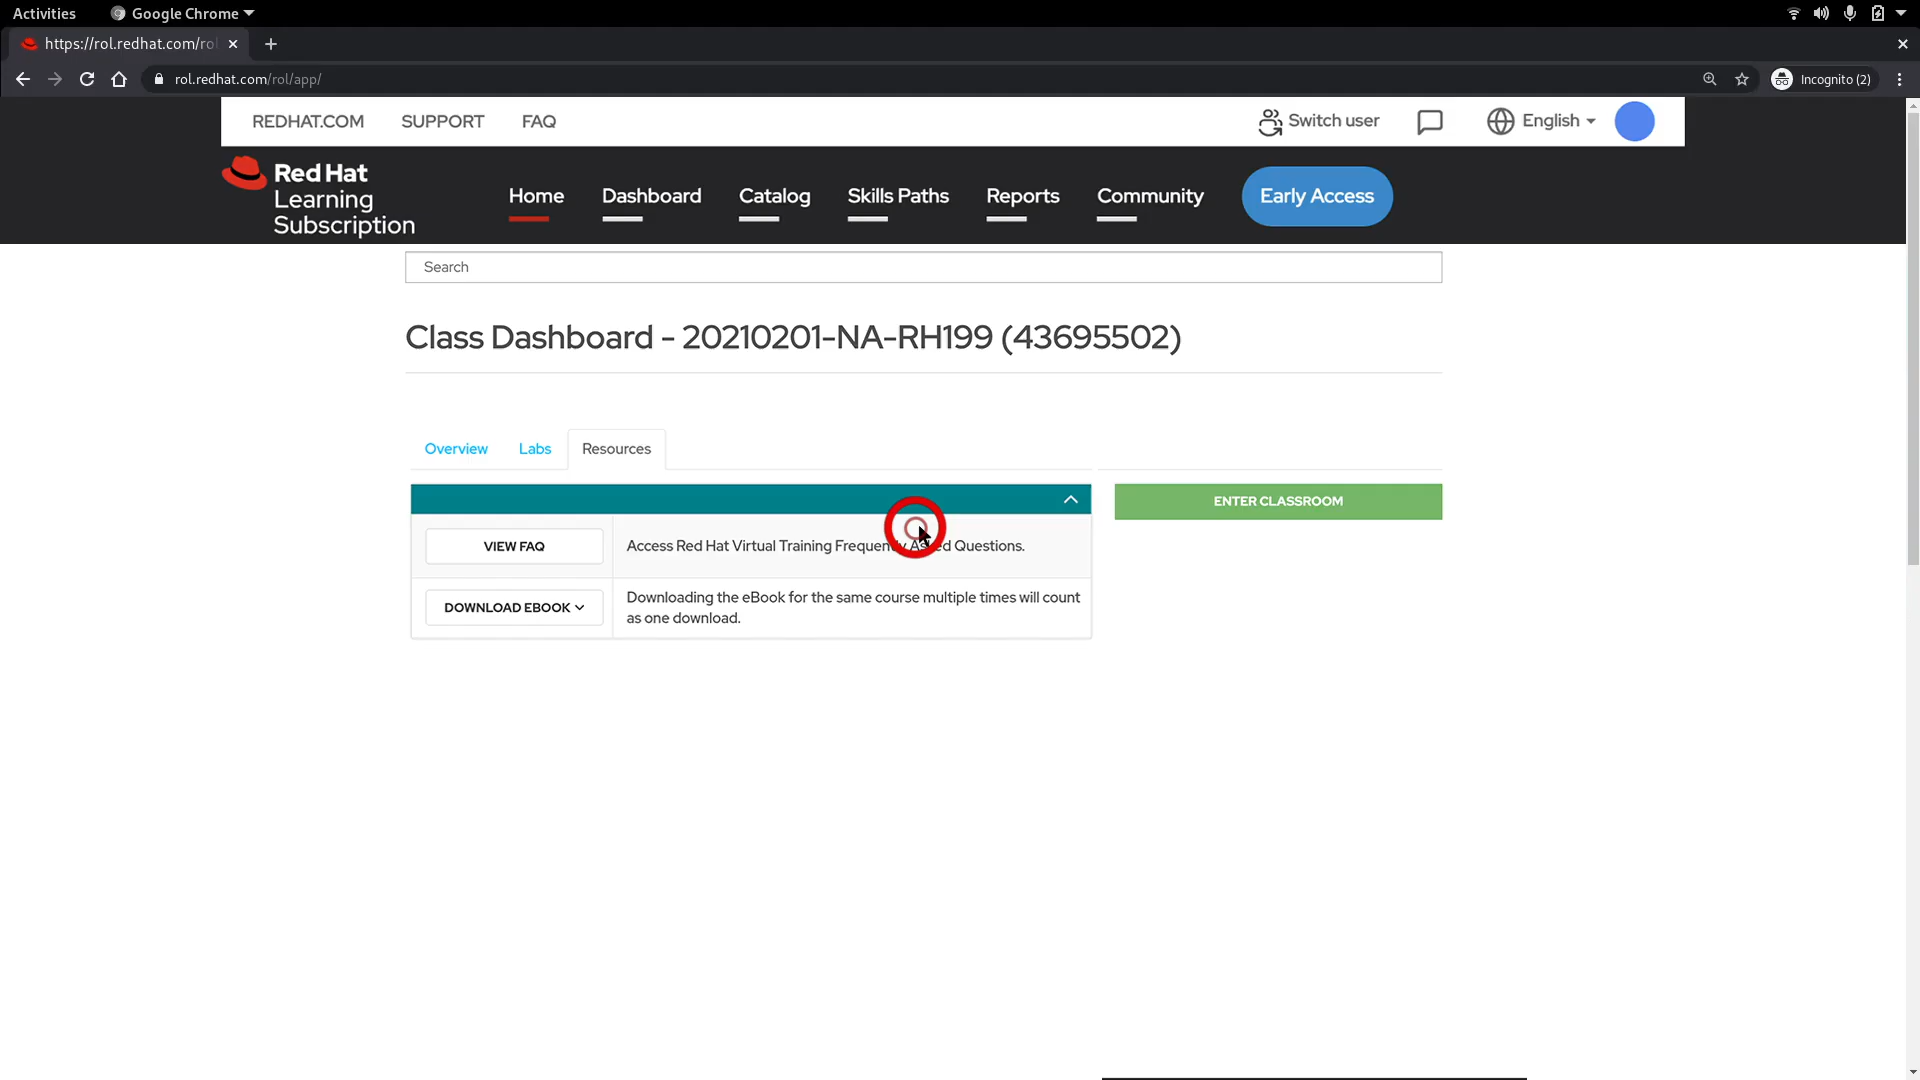 Activities Google Chrome
https://rol.redhat.com/rol
rol.redhat.com/rol/app/ Incognito (2)
REDHAT.COM SUPPORT FAQ Switch user English
Red Hat
Learning
Subscription
Home Dashboard Catalog Skills Paths Reports Community Early Access
Search
Class Dashboard - 20210201-NA-RH199 (43695502)
Overview Labs Resources
ENTER CLASSROOM
VIEW FAQ Access Red Hat Virtual Training Frequently Asked Questions.
DOWNLOAD EBOOK Downloading the eBook for the same course multiple times will count
as one download.